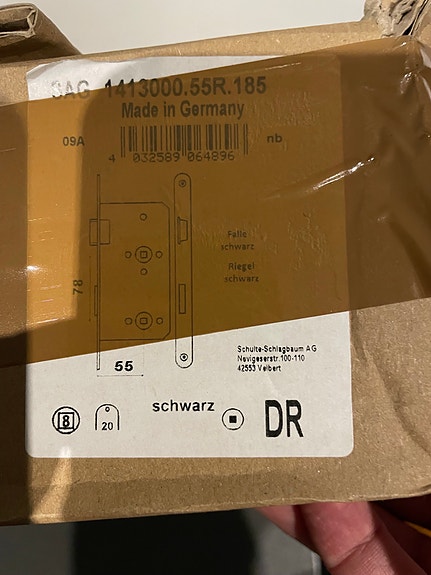 SAG 1413000.55R.185
Made in Germany
09A
nb
4 032589 064896
Falle
schwarz
Riegel
schwarz
78
55
Schulte-Schlagbaum AG
Nevigeserstr.100-110
42553 Velbert
8
20
schwarz
DR